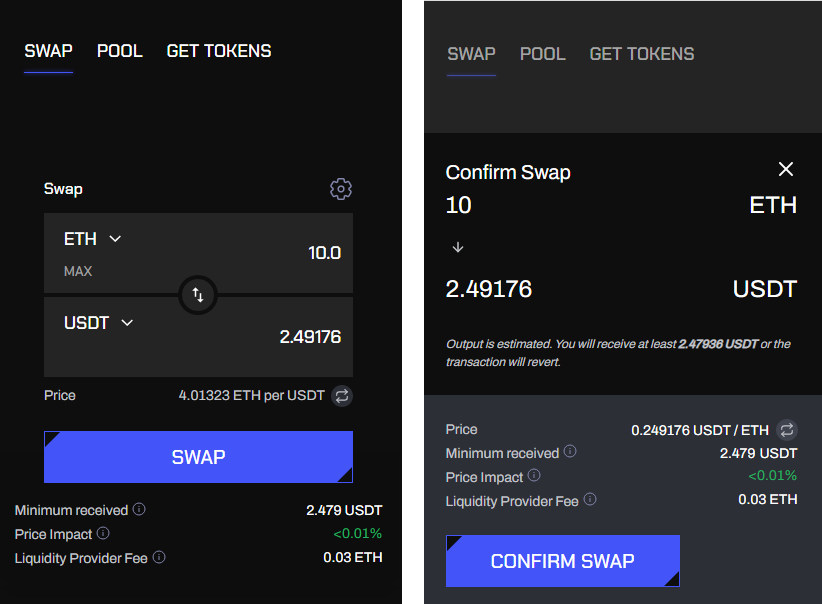 SWAP POOL GET TOKENS
Swap
ETH
10.0
MAX
USDT
2.49176
Price 4.01323 ETH per USDT
SWAP
Minimum received 2.479 USDT
Price Impact <0.01%
Liquidity Provider Fee 0.03 ETH
SWAP POOL GET TOKENS
Confirm Swap
10 ETH
2.49176 USDT
Output is estimated. You will receive at least 2.47936 USDT or the
transaction will revert.
Price 0.249176 USDT / ETH
Minimum received 2.479 USDT
Price Impact <0.01%
Liquidity Provider Fee 0.03 ETH
CONFIRM SWAP